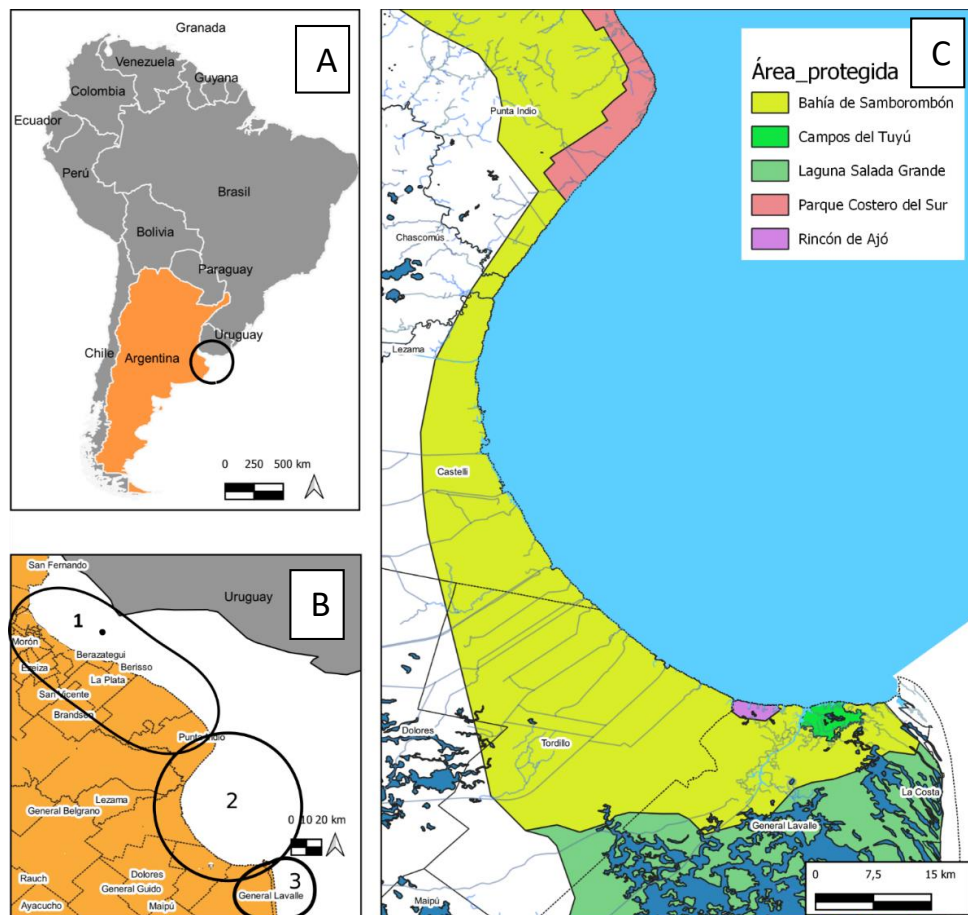 Granada
A
Venezuela
Guyana
Colombia
Ecuador
Perú
Brasil
Bolivia
Paraguay
Uruguay
Chile
Argentina
0 250 500 km
San Fernando
B
Uruguay
1
Morón
Berazategui
Ezeiza
Berisso
La Plata
San Vicente
Brandsen
Punta Indio
2
Lezama
General Belgrano
0 10 20 km
Dolores
3
Rauch
General Guido
General Lavalle
Ayacucho
Maipú
C
Área_protegida
Bahía de Samborombón
Campos del Tuyú
Laguna Salada Grande
Parque Costero del Sur
Rincón de Ajó
Punta Indio
Chascomús
Lezama
Castelli
Dolores
Tordillo
La Costa
General Lavalle
Maipú
0 7,5 15 km